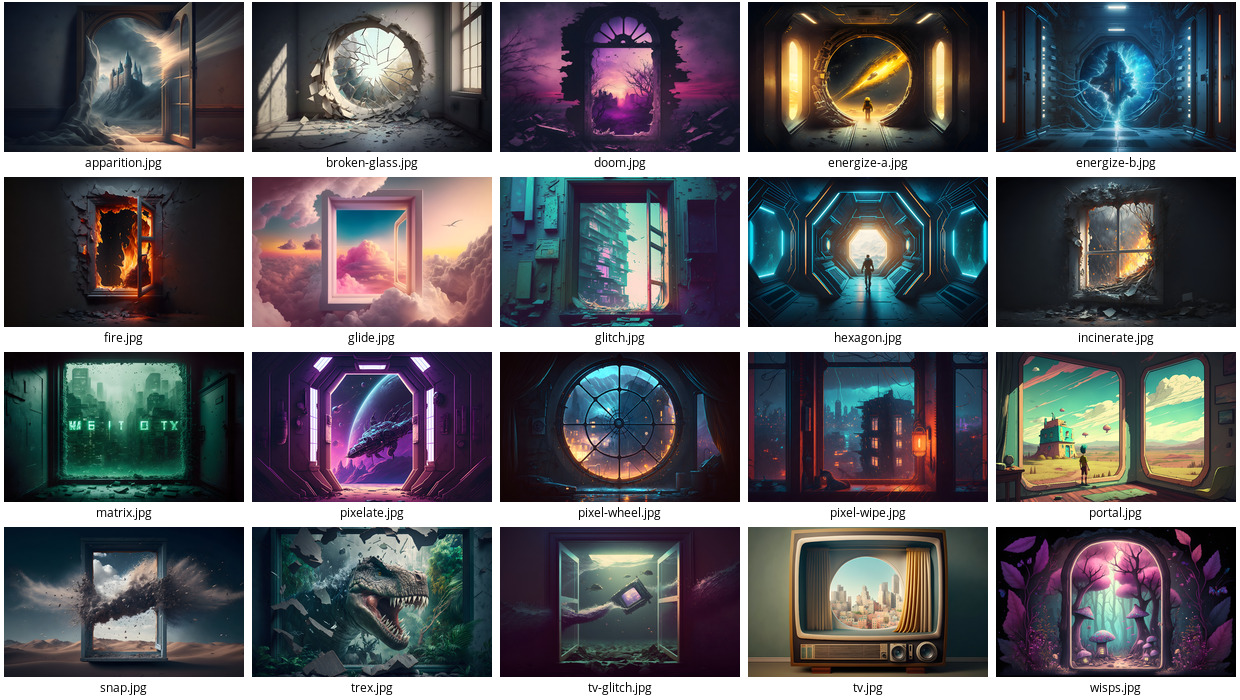 apparition.jpg
broken-glass.jpg
doom.jpg
energize-a.jpg
energize-b.jpg
fire.jpg
glide.jpg
glitch.jpg
hexagon.jpg
incinerate.jpg
matrix.jpg
pixelate.jpg
pixel-wheel.jpg
pixel-wipe.jpg
portal.jpg
snap.jpg
trex.jpg
tv-glitch.jpg
tv.jpg
wisps.jpg